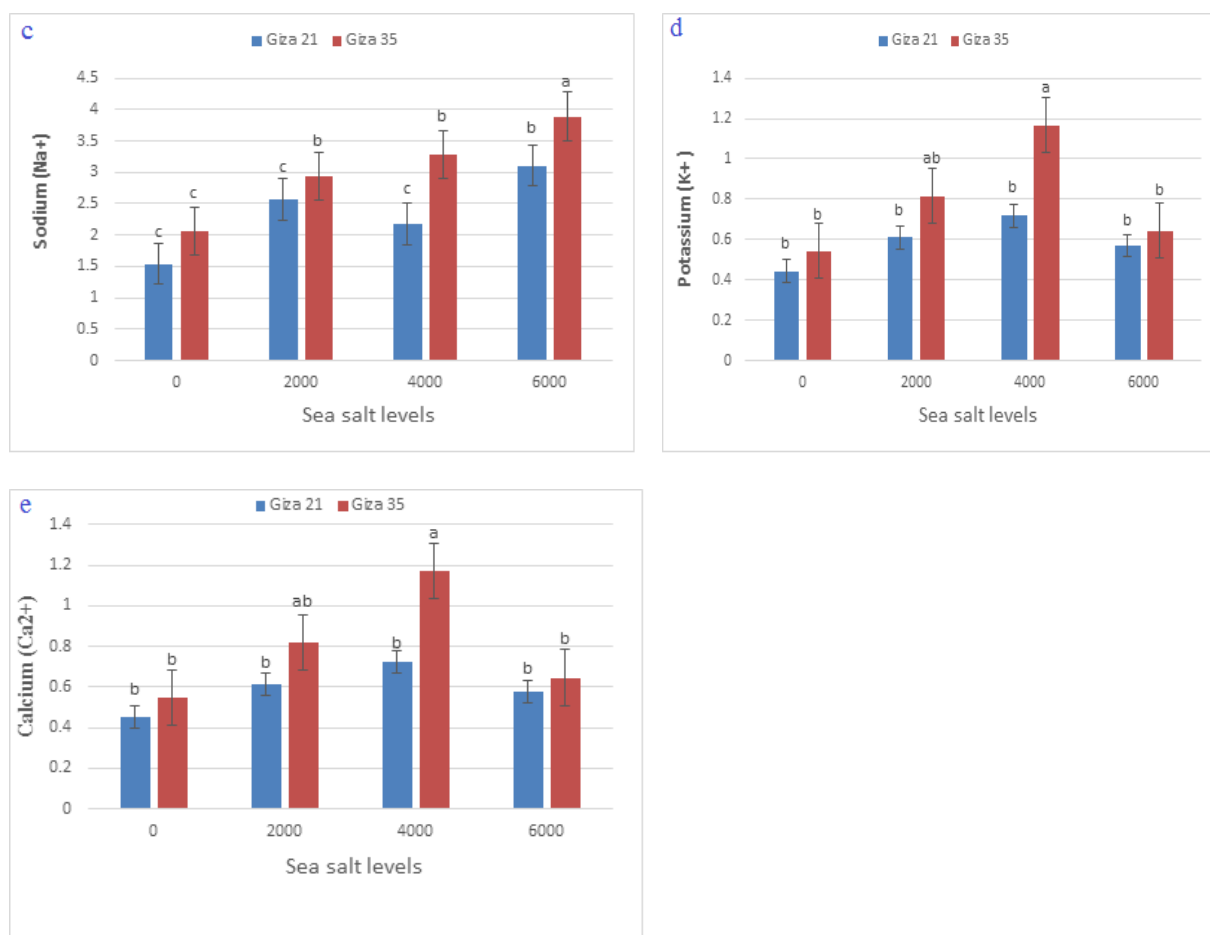 c
Giza 21 Giza 35
Sodium (Na+)
4.5
4
3.5
3
2.5
2
1.5
1
0.5
0
c c c b c b b a
0 2000 4000 6000
Sea salt levels
d
Giza 21 Giza 35
Potassium (K+ )
1.4
1.2
1
0.8
0.6
0.4
0.2
0
b b b ab b a b b
0 2000 4000 6000
Sea salt levels
e
Giza 21 Giza 35
Calcium (Ca2+)
1.4
1.2
1
0.8
0.6
0.4
0.2
0
b b b ab b a b b
0 2000 4000 6000
Sea salt levels